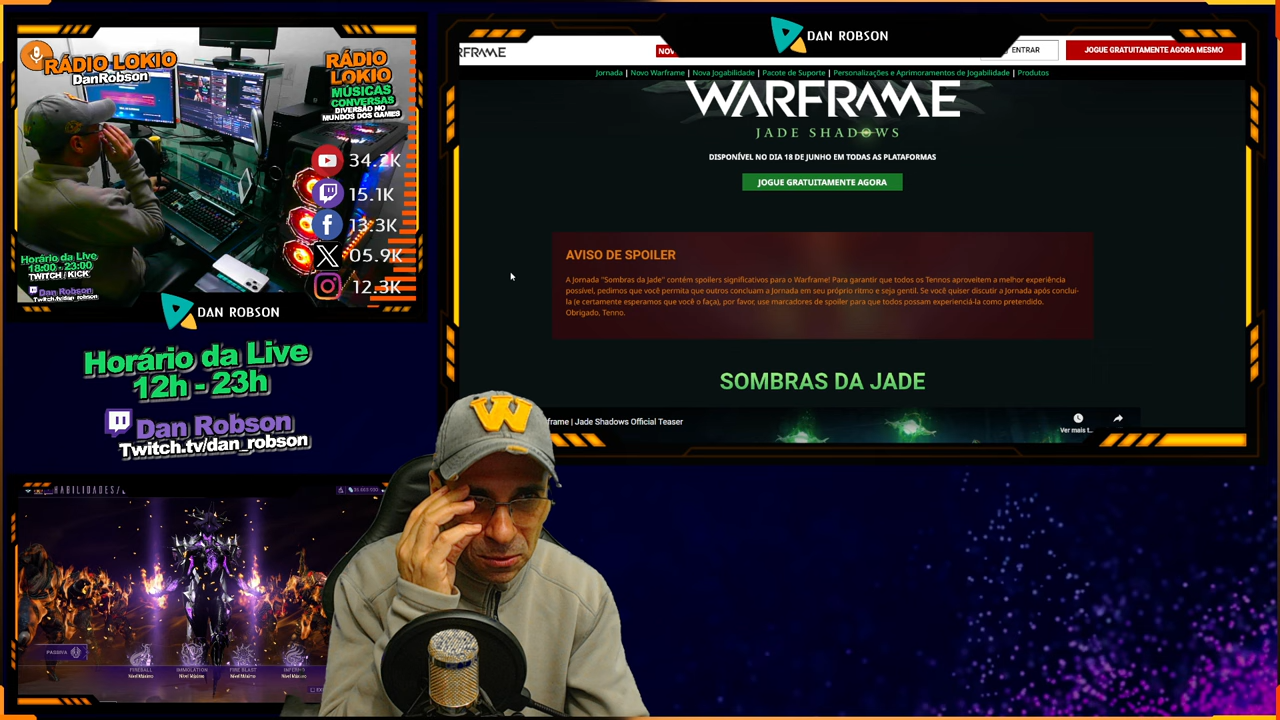 RÁDIO LOKIO
DanRobson
RÁDIO
LOKIO
MÚSICAS
CONVERSAS
DIVERSÃO NO
MUNDOS DOS GAMES
34.2K
15.1K
13.3K
05.9K
12.3K
Horário da Live
18:00 - 23:00
TWITCH / KICK
Dan Robson
Twitch.tv/dan_robson
DAN ROBSON
Horário da Live
12h - 23h
Dan Robson
Twitch.tv/dan_robson
HABILIDADES/
PASSIVA
FIREBALL
Nível Máximo
IMMOLATION
Nível Máximo
FIRE BLAST
Nível Máximo
INFERNO
Nível Máximo
DAN ROBSON
RFRAME
NOV
ENTRAR
JOGUE GRATUITAMENTE AGORA MESMO
Jornada | Novo Warframe | Nova Jogabilidade | Pacote de Suporte | Personalizações e Aprimoramentos de Jogabilidade | Produtos
WARFRAME
JADE SHADOWS
DISPONÍVEL NO DIA 18 DE JUNHO EM TODAS AS PLATAFORMAS
JOGUE GRATUITAMENTE AGORA
AVISO DE SPOILER
A Jornada "Sombras da Jade" contém spoilers significativos para o Warframe! Para garantir que todos os Tennos aproveitem a melhor experiência
possível, pedimos que você permita que outros concluam a Jornada em seu próprio ritmo e seja gentil. Se você quiser discutir a Jornada após concluí-
la (e certamente esperamos que você o faça), por favor, use marcadores de spoiler para que todos possam experienciá-la como pretendido.
Obrigado, Tenno.
SOMBRAS DA JADE
frame | Jade Shadows Official Teaser
Ver mais t...
W